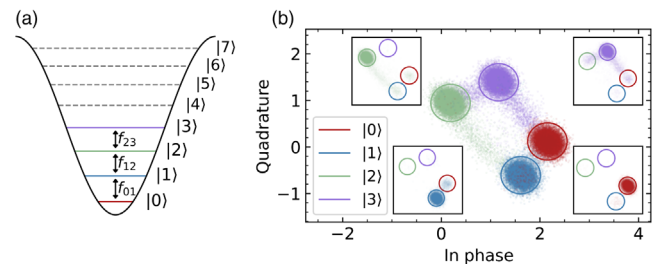 (a)
|7⟩
|6⟩
|5⟩
|4⟩
|3⟩
f23
|2⟩
f12
|1⟩
f01
|0⟩
(b)
2
1
0
−1
Quadrature
|0⟩
|1⟩
|2⟩
|3⟩
−2
0
2
4
In phase